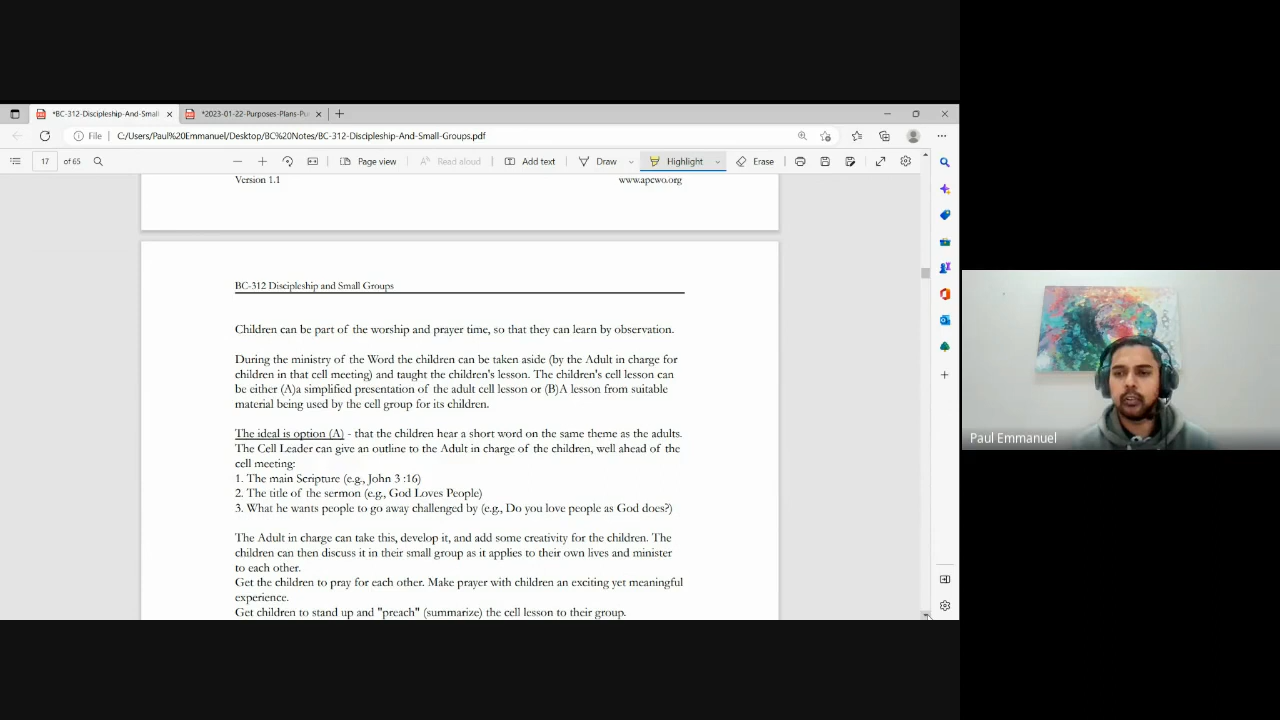 *BC-312-Discipleship-And-Small
*2023-01-22-Purposes-Plans-Pu
File
C:/Users/Paul%20Emmanuel/Desktop/BC%20Notes/BC-312-Discipleship-And-Small-Groups.pdf
17 of 65
Page view
Read aloud
Add text
Draw
Highlight
Erase
Version 1.1
www.apcwo.org
BC-312 Discipleship and Small Groups
Children can be part of the worship and prayer time, so that they can learn by observation.
During the ministry of the Word the children can be taken aside (by the Adult in charge for
children in that cell meeting) and taught the children's lesson. The children's cell lesson can
be either (A)a simplified presentation of the adult cell lesson or (B)A lesson from suitable
material being used by the cell group for its children.
The ideal is option (A) - that the children hear a short word on the same theme as the adults.
The Cell Leader can give an outline to the Adult in charge of the children, well ahead of the
cell meeting:
1. The main Scripture (e.g., John 3 :16)
2. The title of the sermon (e.g., God Loves People)
3. What he wants people to go away challenged by (e.g., Do you love people as God does?)
The Adult in charge can take this, develop it, and add some creativity for the children. The
children can then discuss it in their small group as it applies to their own lives and minister
to each other.
Get the children to pray for each other. Make prayer with children an exciting yet meaningful
experience.
Get children to stand up and "preach" (summarize) the cell lesson to their group.
Paul Emmanuel